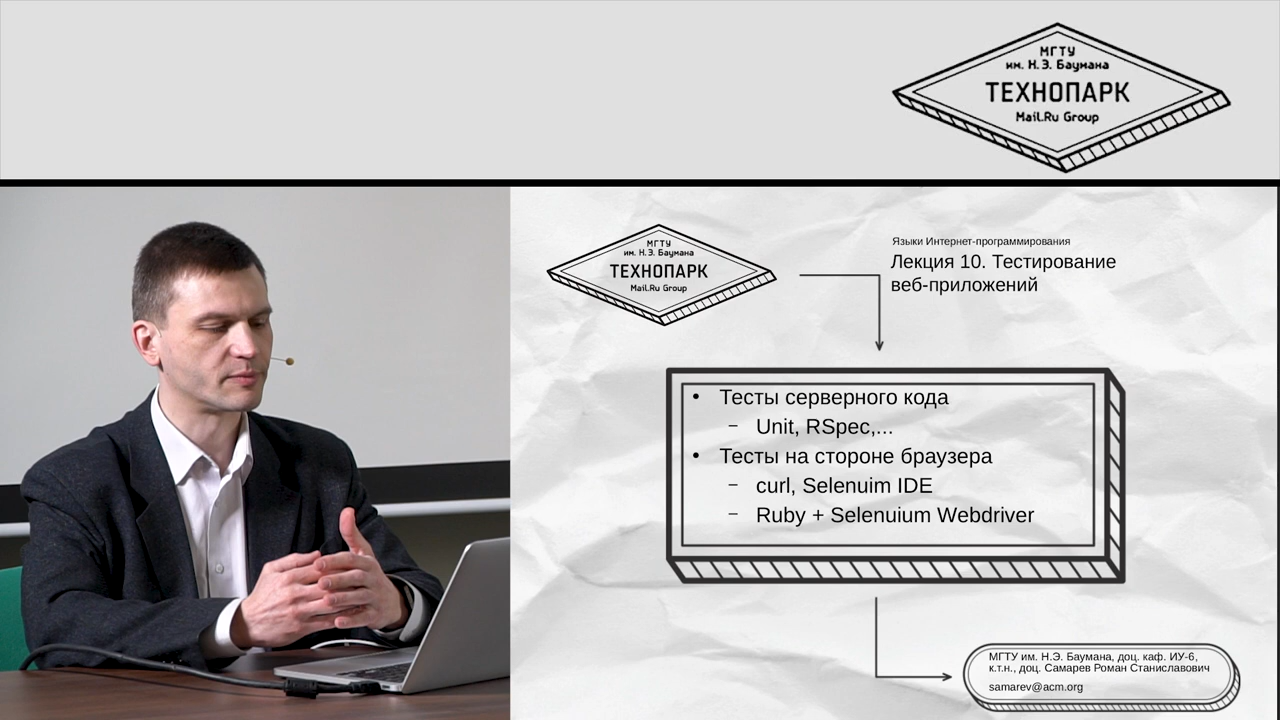 МГТУ
им. Н.Э. Баумана
ТЕХНОПАРК
Mail.Ru Group
МГТУ
им. Н.Э. Баумана
ТЕХНОПАРК
Mail.Ru Group
Языки Интернет-программирования
Лекция 10. Тестирование
веб-приложений
• Тесты серверного кода
– Unit, RSpec,...
• Тесты на стороне браузера
– curl, Selenuim IDE
– Ruby + Selenuium Webdriver
МГТУ им. Н.Э. Баумана, доц. каф. ИУ-6,
к.т.н., доц. Самарев Роман Станиславович
samarev@acm.org